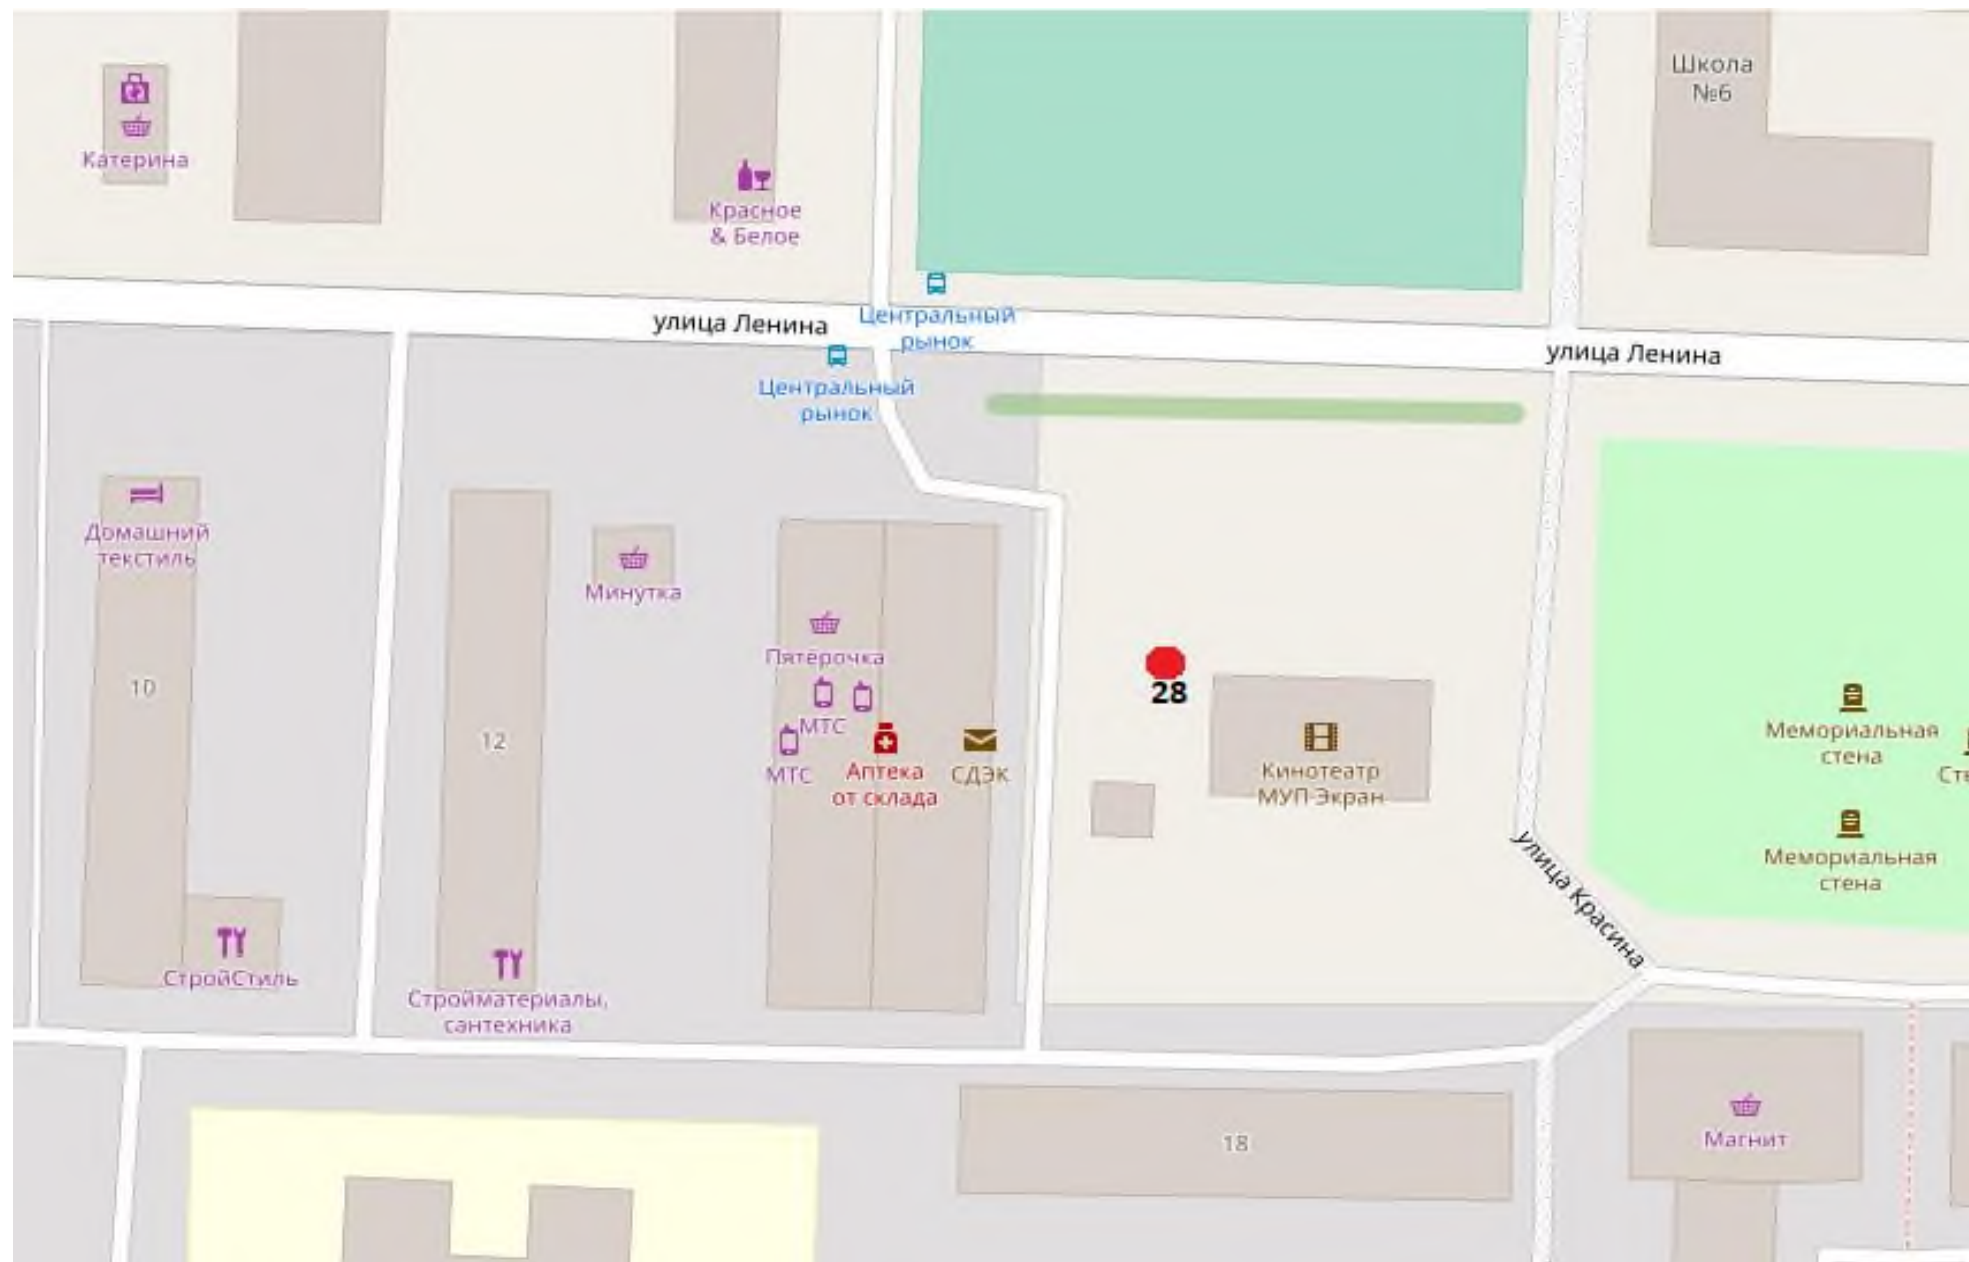 Школа
№6
Катерина
Красное
& Белое
улица Ленина
Центральный
рынок
улица Ленина
Центральный
рынок
Домашний
текстиль
Минутка
Пятёрочка
28
10
МТС
12
МТС
Аптека
от склада
СДЭК
Кинотеатр
МУП Экран
Мемориальная
стена
Мемориальная
стена
улица Красина
СтройСтиль
Стройматериалы,
сантехника
18
Магнит